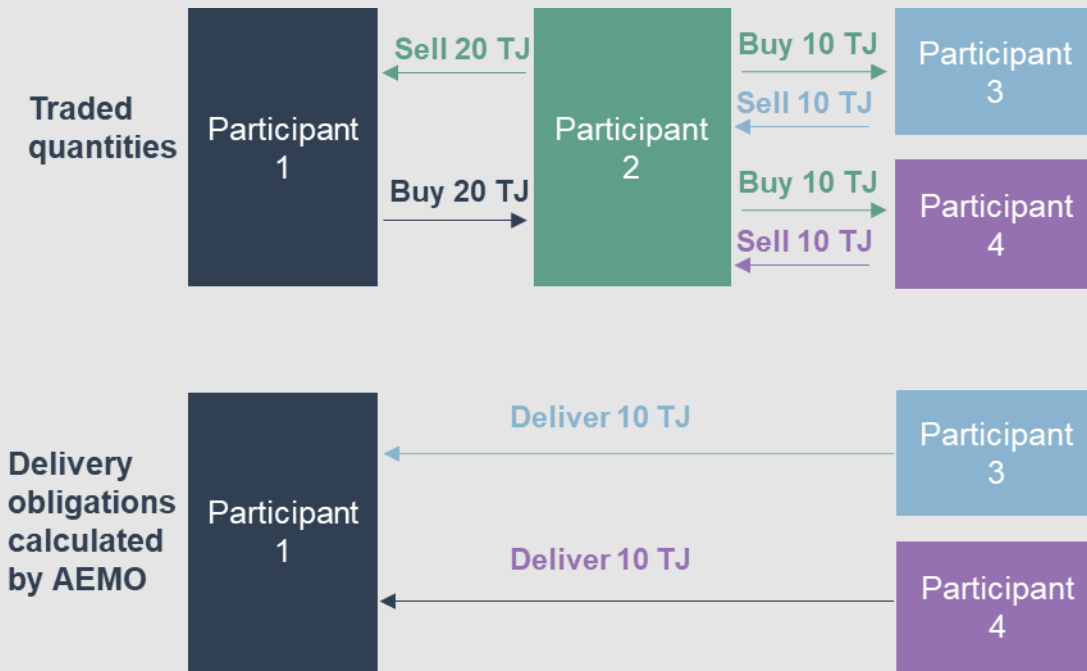 Traded
quantities
Participant
1
Sell 20 TJ
Buy 20 TJ
Participant
2
Buy 10 TJ
Sell 10 TJ
Buy 10 TJ
Sell 10 TJ
Participant
3
Participant
4
Delivery
obligations
calculated
by AEMO
Participant
1
Deliver 10 TJ
Deliver 10 TJ
Participant
3
Participant
4